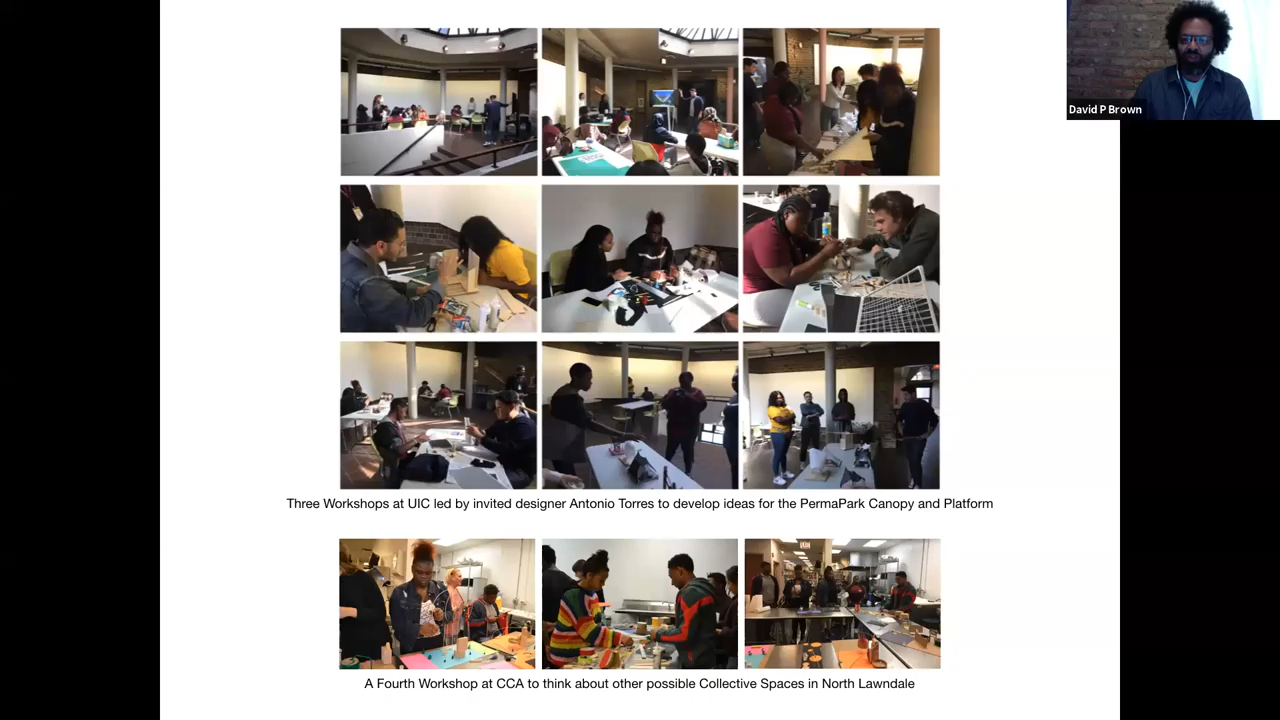 David P Brown
Three Workshops at UIC led by invited designer Antonio Torres to develop ideas for the PermaPark Canopy and Platform
A Fourth Workshop at CCA to think about other possible Collective Spaces in North Lawndale